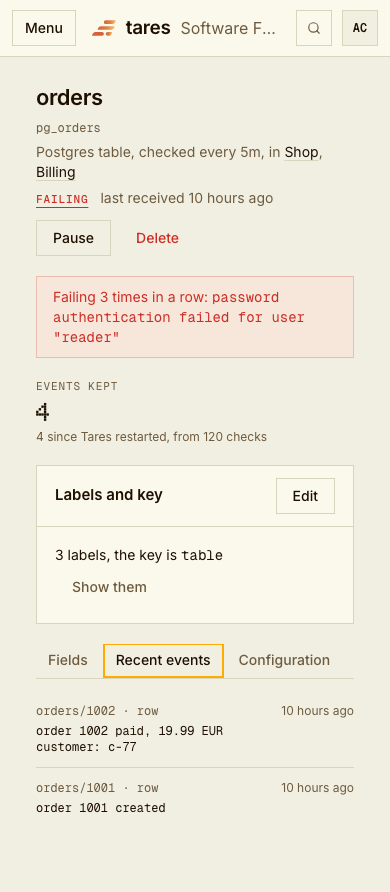 Menu
tares Software F...
AC
orders
pg_orders
Postgres table, checked every 5m, in Shop,
Billing
FAILING last received 10 hours ago
Pause
Delete
Failing 3 times in a row: password
authentication failed for user
"reader"
EVENTS KEPT
4
4 since Tares restarted, from 120 checks
Labels and key
Edit
3 labels, the key is table
Show them
Fields
Recent events
Configuration
orders/1002 · row 10 hours ago
order 1002 paid, 19.99 EUR
customer: c-77
orders/1001 · row 10 hours ago
order 1001 created